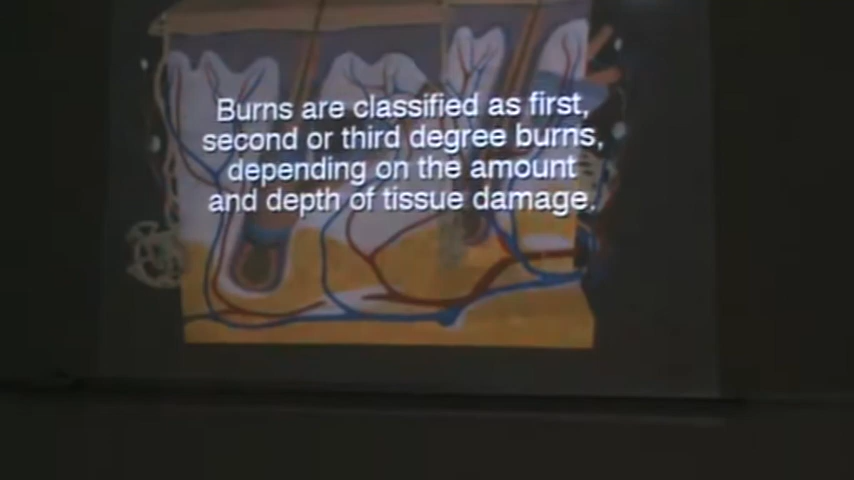 Burns are classified as first,
second or third degree burns,
depending on the amount
and depth of tissue damage.